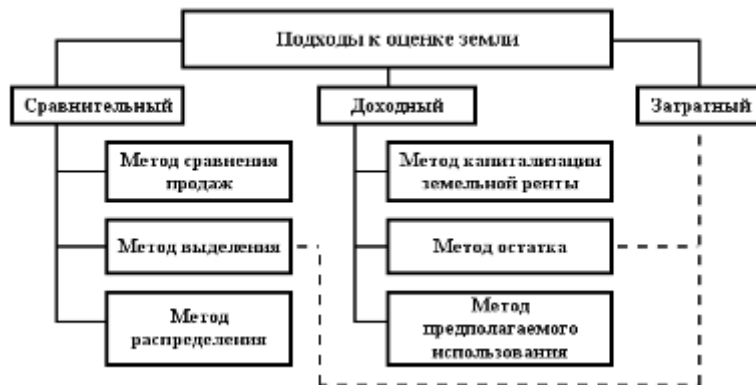 Подходы к оценке земли
Сравнительный
Доходный
Затратный
Метод сравнения
продаж
Метод капитализации
земельной ренты
Метод выделения
Метод остатка
Метод
распределения
Метод
предполагаемого
использования